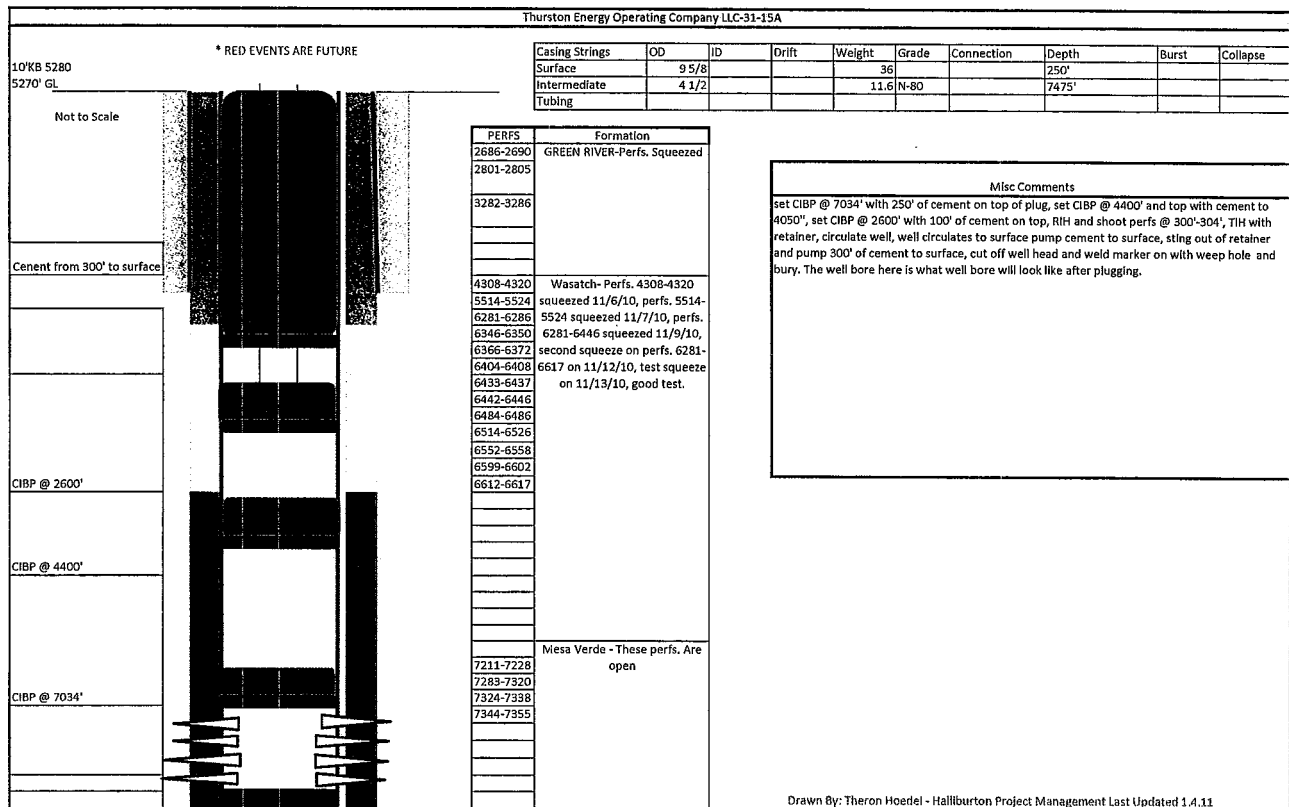 Thurston Energy Operating Company LLC-31-15A
* RED EVENTS ARE FUTURE
10'KB 5280
5270' GL
Not to Scale
Casing Strings OD ID Drift Weight Grade Connection Depth Burst Collapse
Surface 9 5/8 36 250'
Intermediate 4 1/2 11.6 N-80 7475'
Tubing
PERFS Formation
2686-2690 GREEN RIVER-Perfs. Squeezed
2801-2805
3282-3286
4308-4320 Wasatch- Perfs. 4308-4320
5514-5524 squeezed 11/6/10, perfs. 5514-
6281-6286 5524 squeezed 11/7/10, perfs.
6346-6350 6281-6446 squeezed 11/9/10,
6366-6372 second squeeze on perfs. 6281-
6404-6408 6617 on 11/12/10, test squeeze
6433-6437 on 11/13/10, good test.
6442-6446
6484-6486
6514-6526
6552-6558
6599-6602
6612-6617
Mesa Verde - These perfs. Are
7211-7228 open
7283-7320
7324-7338
7344-7355
Misc Comments
set CIBP @ 7034' with 250' of cement on top of plug, set CIBP @ 4400' and top with cement to
4050", set CIBP @ 2600' with 100' of cement on top, RIH and shoot perfs @ 300'-304', TIH with
retainer, circulate well, well circulates to surface pump cement to surface, sting out of retainer
and pump 300' of cement to surface, cut off well head and weld marker on with weep hole and
bury. The well bore here is what well bore will look like after plugging.
Cenent from 300' to surface
CIBP @ 2600'
CIBP @ 4400'
CIBP @ 7034'
Drawn By: Theron Hoedel - Halliburton Project Management Last Updated 1.4.11